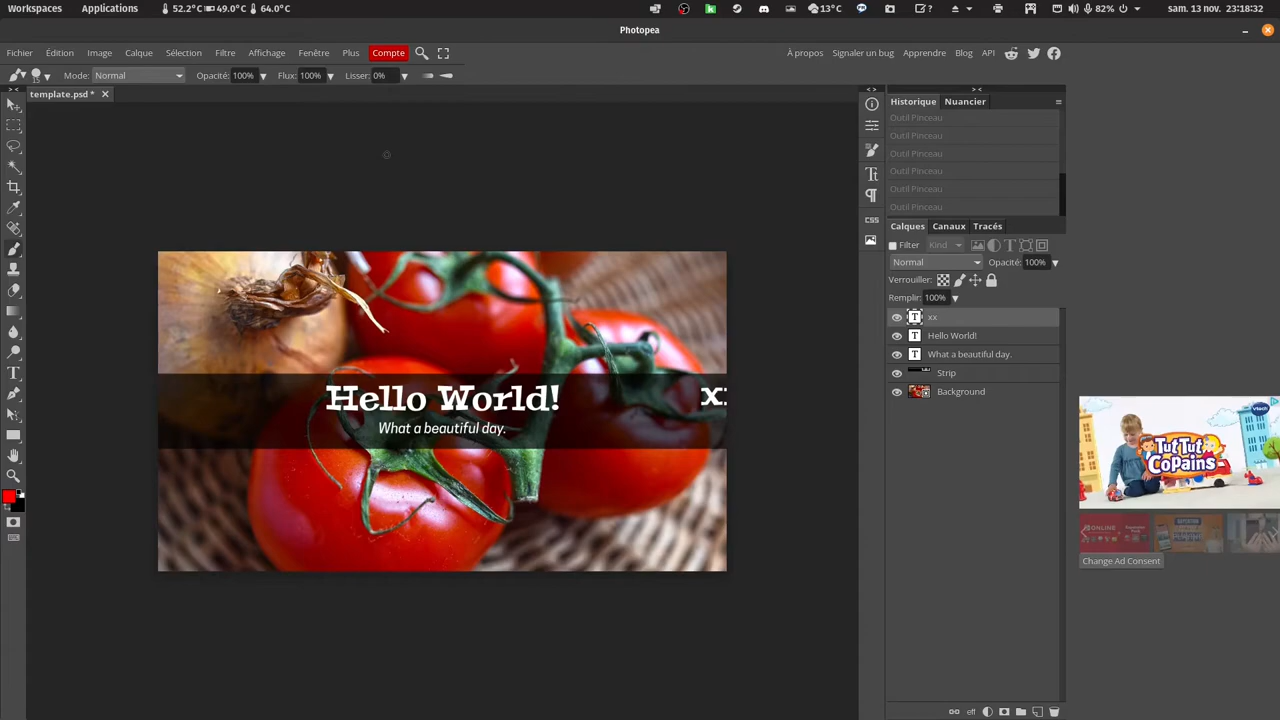 Workspaces Applications 52.2°C 49.0°C 64.0°C 13°C ? 82% sam. 13 nov. 23:18:32
Photopea
Fichier Édition Image Calque Sélection Filtre Affichage Fenêtre Plus Compte À propos Signaler un bug Apprendre Blog API
15 Mode: Normal Opacité: 100% Flux: 100% Lisser: 0%
template.psd *
Historique Nuancier
Outil Pinceau
Outil Pinceau
Outil Pinceau
Outil Pinceau
Outil Pinceau
Outil Pinceau
CSS
Calques Canaux Tracés
Filter Kind
Normal Opacité: 100%
Verrouiller:
Remplir: 100%
xx
Hello World!
What a beautiful day.
Strip
Background
eff
Hello World!
What a beautiful day.
vtech
TUT TUT
COPAINS
Change Ad Consent